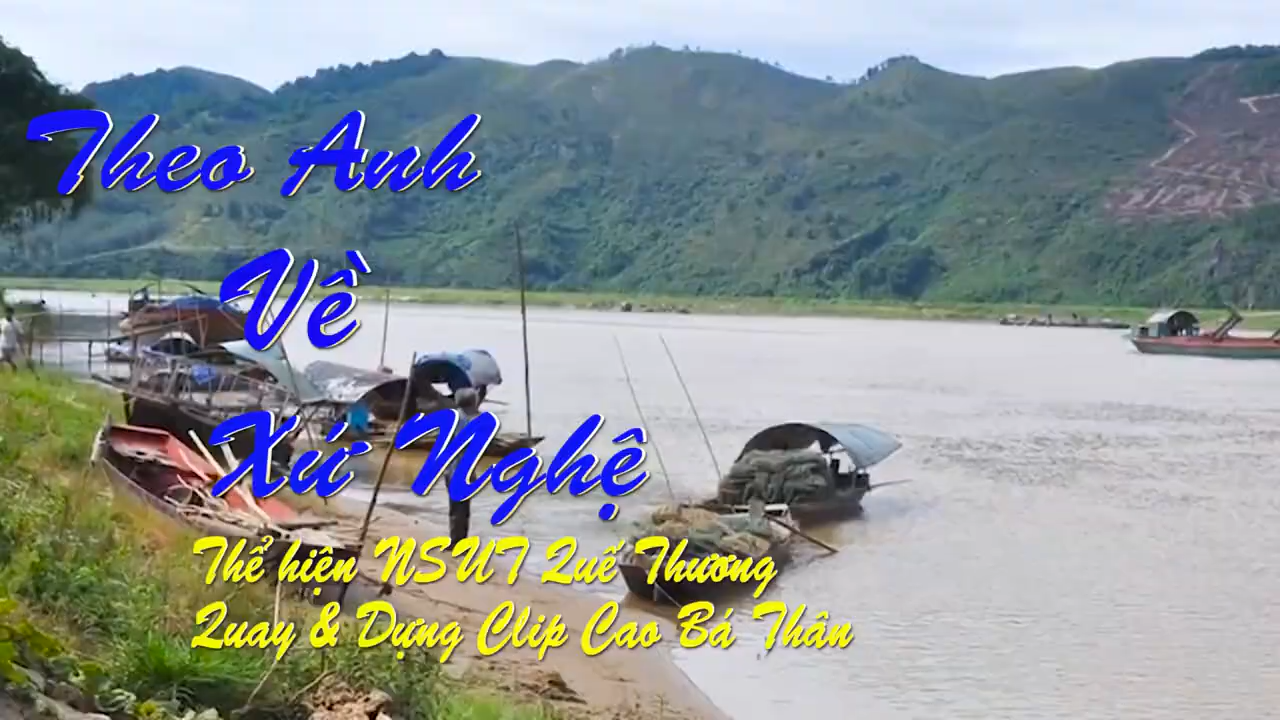 Theo Anh
Về
Xứ Nghệ
Thể hiện NSUT Quế Thương
Quay & Dựng Clip Cao Bá Thân